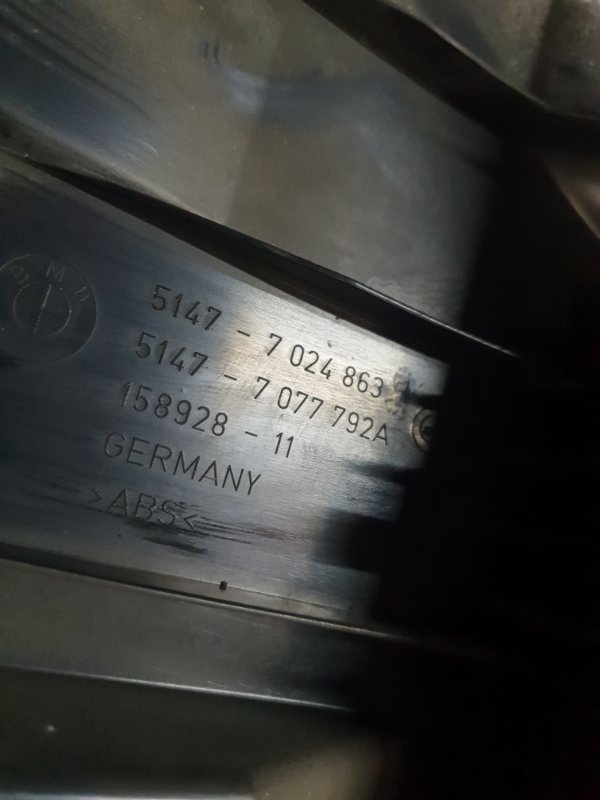 BMW
5147 - 7 024 863
5147 - 7 077 792A
158928 - 11
GERMANY
>ABS<